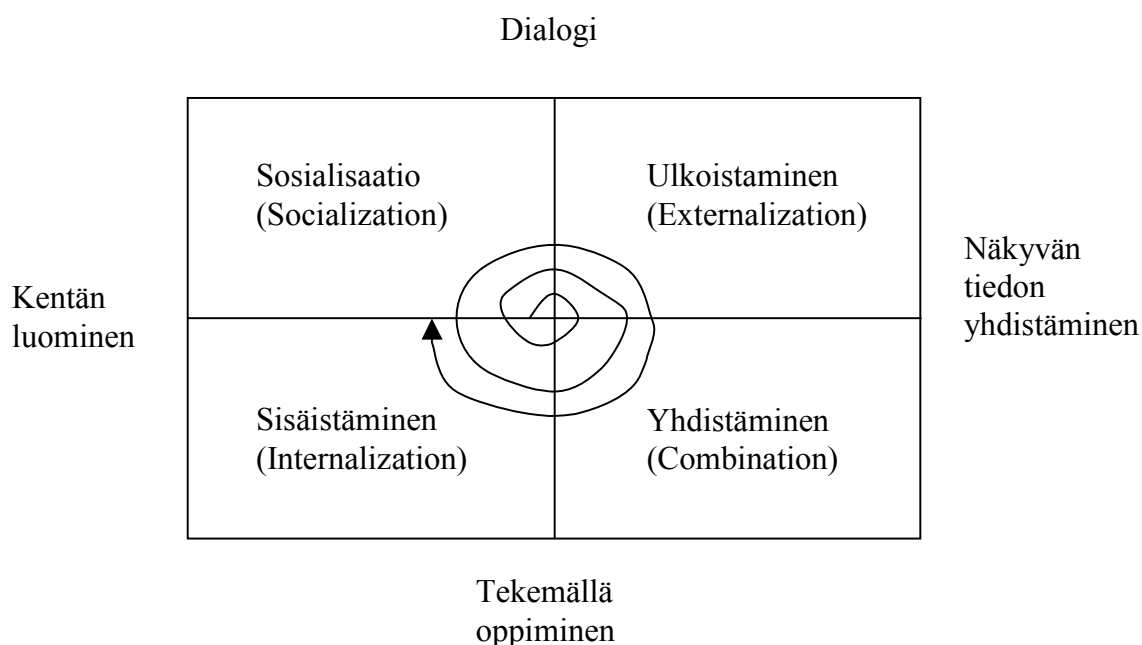 Dialogi
Sosialisaatio
(Socialization)
Ulkoistaminen
(Externalization)
Kentän
luominen
Näkyvän
tiedon
yhdistäminen
Sisäistäminen
(Internalization)
Yhdistäminen
(Combination)
Tekemällä
oppiminen